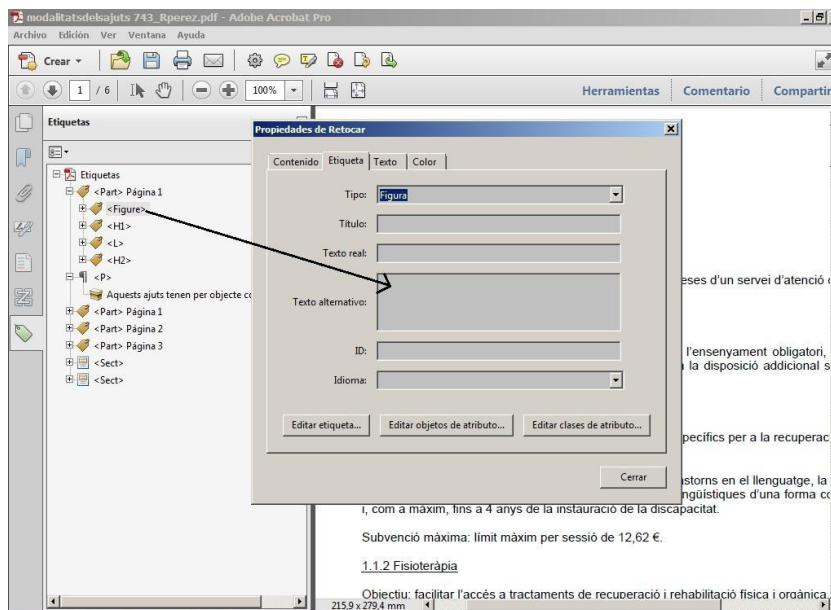 modalitatsdelsajuts 743_Rperez.pdf - Adobe Acrobat Pro
Archivo Edición Ver Ventana Ayuda
Crear
1 / 6 100% Herramientas Comentario Compartir
Etiquetas
Etiquetas
<Part> Página 1
<Figure>
<H1>
<L>
<H2>
<P>
Aquests ajuts tenen per objecte co
<Part> Página 1
<Part> Página 2
<Part> Página 3
<Sect>
<Sect>
Propiedades de Retocar
Contenido Etiqueta Texto Color
Tipo: Figura
Título:
Texto real:
Texto alternativo:
ID:
Idioma:
Editar etiqueta... Editar objetos de atributo... Editar clases de atributo...
Cerrar
eses d'un servei d'atenció
l'ensenyament obligatori,
la disposició addicional s
pecífics per a la recuperac
astorns en el llenguatge, la
ngüístiques d'una forma co
i, com a màxim, fins a 4 anys de la instauració de la discapacitat.
Subvenció màxima: límit màxim per sessió de 12,62 €.
1.1.2 Fisioteràpia
Objectiu: facilitar l'accés a tractaments de recuperació i rehabilitació física i orgànica
215,9 x 279,4 mm